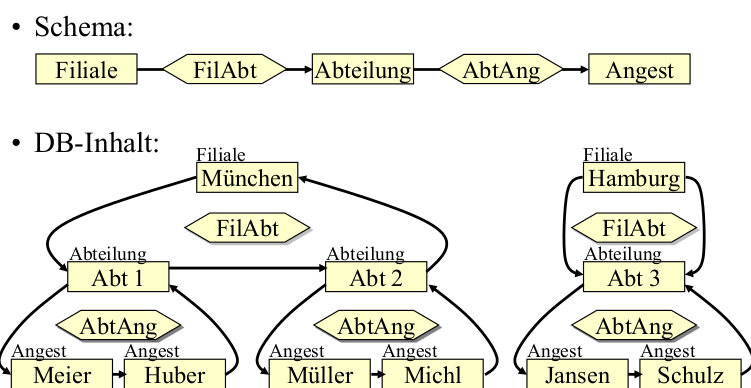 • Schema:
Filiale FilAbt Abteilung AbtAng Angest
• DB-Inhalt:
Filiale Filiale
München Hamburg
FilAbt FilAbt
Abteilung Abteilung Abteilung
Abt 1 Abt 2 Abt 3
AbtAng AbtAng AbtAng
Angest Angest Angest Angest Angest Angest
Meier Huber Müller Michl Jansen Schulz